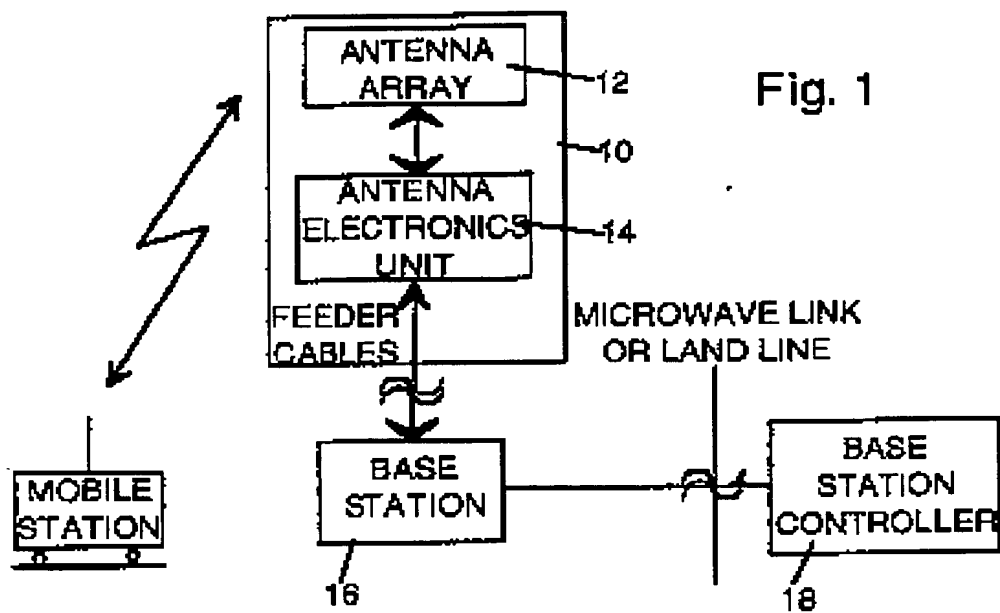 ANTENNA
ARRAY
12
Fig. 1
10
ANTENNA
ELECTRONICS
UNIT
14
FEEDER
CABLES
MICROWAVE LINK
OR LAND LINE
MOBILE
STATION
BASE
STATION
16
BASE
STATION
CONTROLLER
18